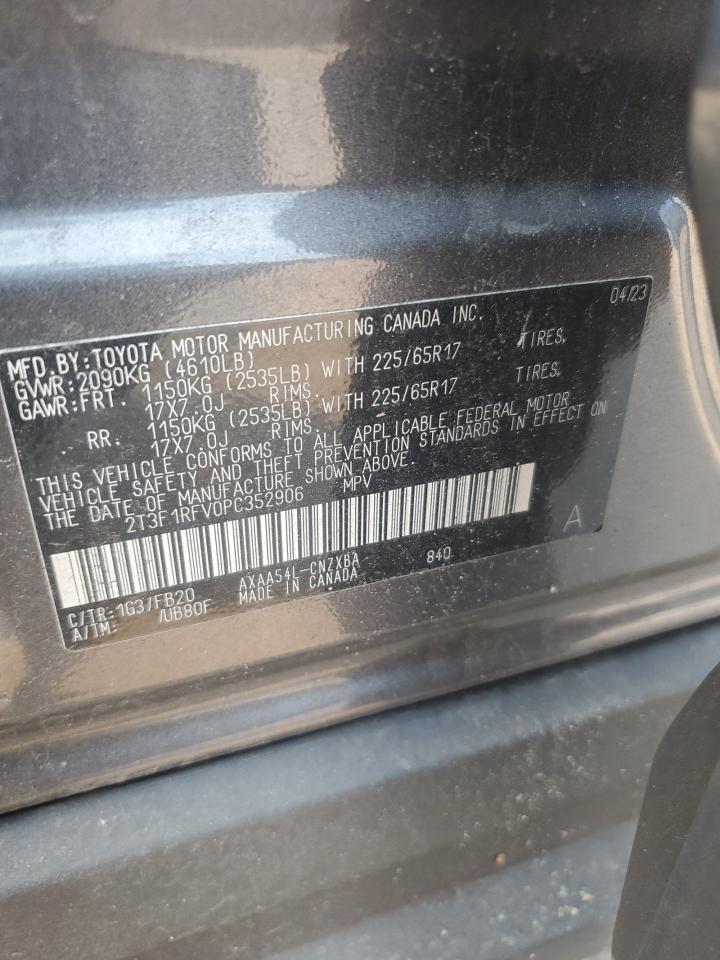 04/23
MFD.BY:TOYOTA MOTOR MANUFACTURING CANADA INC.
GVWR:2090KG (4610LB)
GAWR:FRT. 1150KG (2535LB) WITH 225/65R17 TIRES,
17X7.0J RIMS.
RR. 1150KG (2535LB) WITH 225/65R17 TIRES,
17X7.0J RIMS.
THIS VEHICLE CONFORMS TO ALL APPLICABLE FEDERAL MOTOR
VEHICLE SAFETY AND THEFT PREVENTION STANDARDS IN EFFECT ON
THE DATE OF MANUFACTURE SHOWN ABOVE.
2T3F1RFV0PC352906 MPV
A
C/TR:1G3/FB20 AXAA54L-CNZXBA 840
A/TM: /UB80F MADE IN CANADA